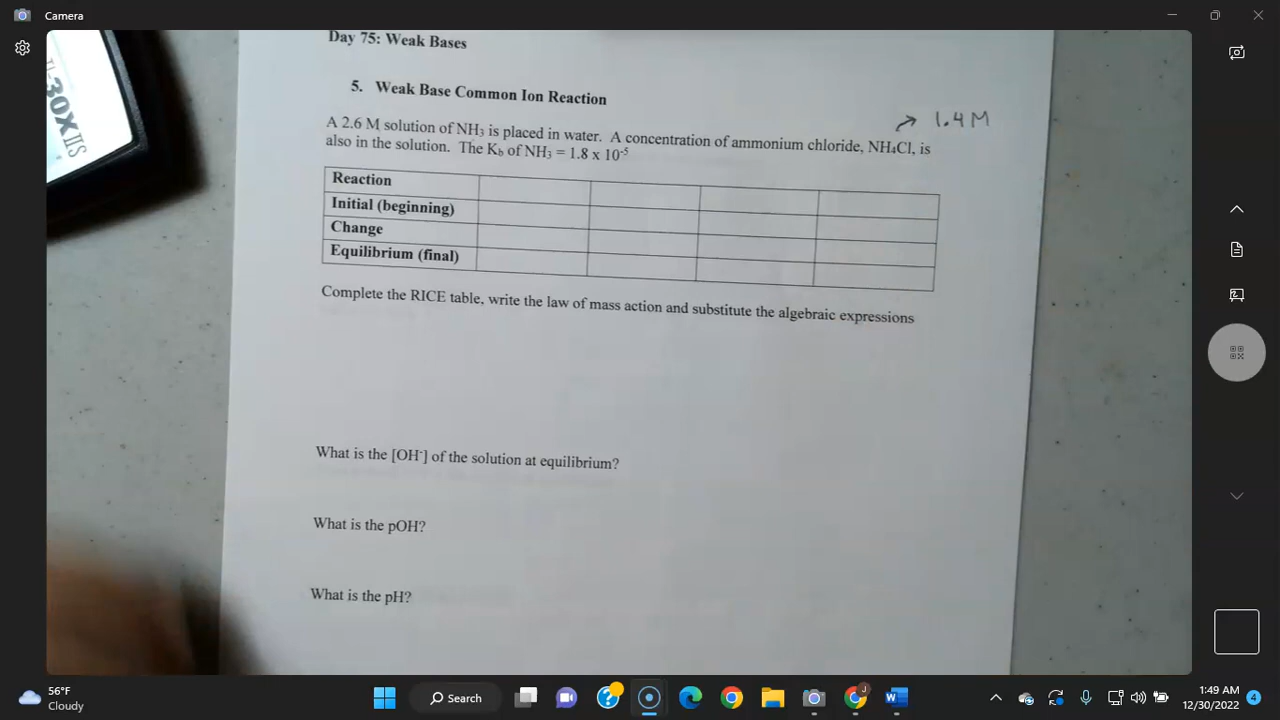 Camera
Day 75: Weak Bases
TI-30XIIS
5. Weak Base Common Ion Reaction
→ 1.4 M
A 2.6 M solution of NH₃ is placed in water. A concentration of ammonium chloride, NH₄Cl, is
also in the solution. The K_b of NH₃ = 1.8 x 10⁻⁵
Reaction
Initial (beginning)
Change
Equilibrium (final)
Complete the RICE table, write the law of mass action and substitute the algebraic expressions
What is the [OH⁻] of the solution at equilibrium?
What is the pOH?
What is the pH?
56°F
Cloudy
Search
1:49 AM
12/30/2022
4